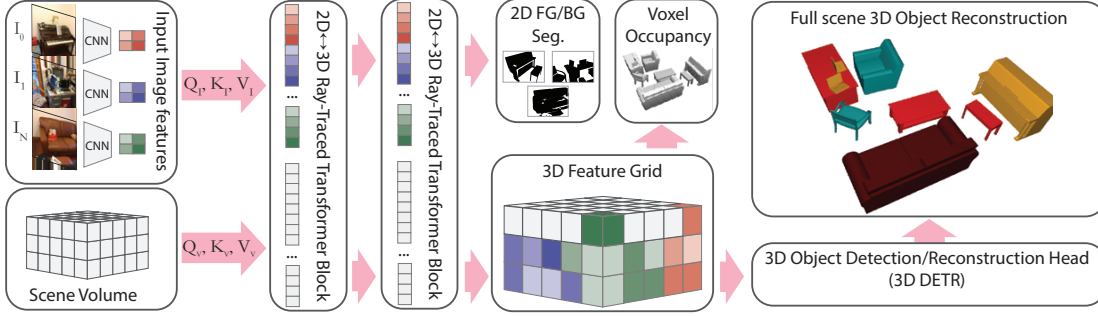 I0
CNN
I1
CNN
IN
CNN
Input Image features
QI, KI, VI
Scene Volume
Qv, Kv, Vv
2D↔3D Ray-Traced Transformer Block
...
...
2D↔3D Ray-Traced Transformer Block
...
...
2D FG/BG
Seg.
Voxel
Occupancy
3D Feature Grid
Full scene 3D Object Reconstruction
3D Object Detection/Reconstruction Head
(3D DETR)